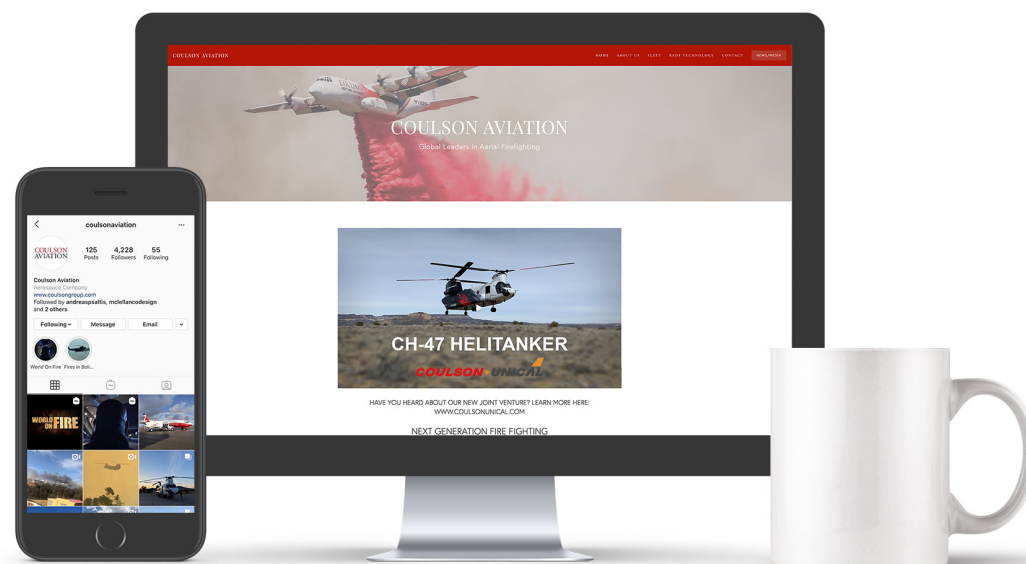 COULSON AVIATION
HOME ABOUT US FLEET RADS TECHNOLOGY CONTACT NEWS/MEDIA
COULSON AVIATION
Global Leaders In Aerial Firefighting
CH-47 HELITANKER
COULSON UNICAL
HAVE YOU HEARD ABOUT OUR NEW JOINT VENTURE? LEARN MORE HERE:
WWW.COULSONUNICAL.COM
NEXT GENERATION FIRE FIGHTING
coulsonaviation
COULSON
AVIATION
125 4,228 55
Posts Followers Following
Coulson Aviation
Aerospace Company
www.coulsongroup.com
Followed by andreaspsaltis, mclellancodesign
and 2 others
Following Message Email
World On Fire Fires in Boli...
WORLD
ON FIRE